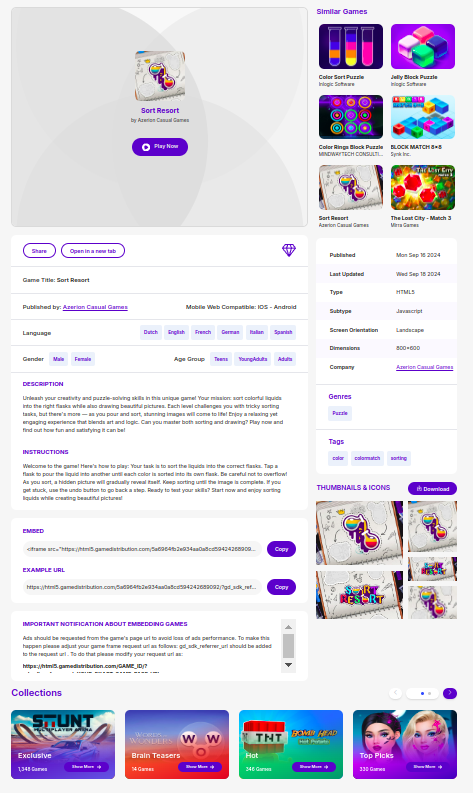 Sort Resort
by Azerion Casual Games
Play Now
Similar Games
Color Sort Puzzle
Inlogic Software
Jelly Block Puzzle
Inlogic Software
Color Rings Block Puzzle
MINDWAYTECH CONSULTI...
BLOCK MATCH 8×8
Synk Inc.
Sort Resort
Azerion Casual Games
The Lost City - Match 3
Mirra Games
Share
Open in a new tab
Game Title: Sort Resort
Published by: Azerion Casual Games
Mobile Web Compatible: IOS - Android
Language
Dutch
English
French
German
Italian
Spanish
Gender
Male
Female
Age Group
Teens
YoungAdults
Adults
DESCRIPTION
Unleash your creativity and puzzle-solving skills in this unique game! Your mission: sort colorful liquids
into the right flasks while also drawing beautiful pictures. Each level challenges you with tricky sorting
tasks, but there's more — as you pour and sort, stunning images will come to life! Enjoy a relaxing yet
engaging experience that blends art and logic. Can you master both sorting and drawing? Play now and
find out how fun and satisfying it can be!
INSTRUCTIONS
Welcome to the game! Here's how to play: Your task is to sort the liquids into the correct flasks. Tap a
flask to pour the liquid into another until each color is sorted into its own flask. Be careful not to overflow!
As you sort, a hidden picture will gradually reveal itself. Keep sorting until the image is complete. If you
get stuck, use the undo button to go back a step. Ready to test your skills? Start now and enjoy sorting
liquids while creating beautiful pictures!
Published
Mon Sep 16 2024
Last Updated
Wed Sep 18 2024
Type
HTML5
Subtype
Javascript
Screen Orientation
Landscape
Dimensions
800×600
Company
Azerion Casual Games
Genres
Puzzle
Tags
color
colormatch
sorting
THUMBNAILS & ICONS
Download
SORT
RESORT
EMBED
<iframe src="https://html5.gamedistribution.com/5a6964fb2e934aa0a8cd59424268909...
Copy
EXAMPLE URL
https://html5.gamedistribution.com/5a6964fb2e934aa0a8cd594242689092/?gd_sdk_ref...
Copy
IMPORTANT NOTIFICATION ABOUT EMBEDDING GAMES
Ads should be requested from the game's page url to avoid loss of ads performance. To make this
happen please adjust your game frame request url as follows: gd_sdk_referrer_url should be added
to the request url . To do that please modify your request url as:
https://html5.gamedistribution.com/GAME_ID/?
Collections
STUNT
Exclusive
1,348 Games
Show More
WORDS OF
WONDERS
Brain Teasers
14 Games
Show More
TNT
BOMB HEAD
Hot
348 Games
Show More
Top Picks
330 Games
Show More